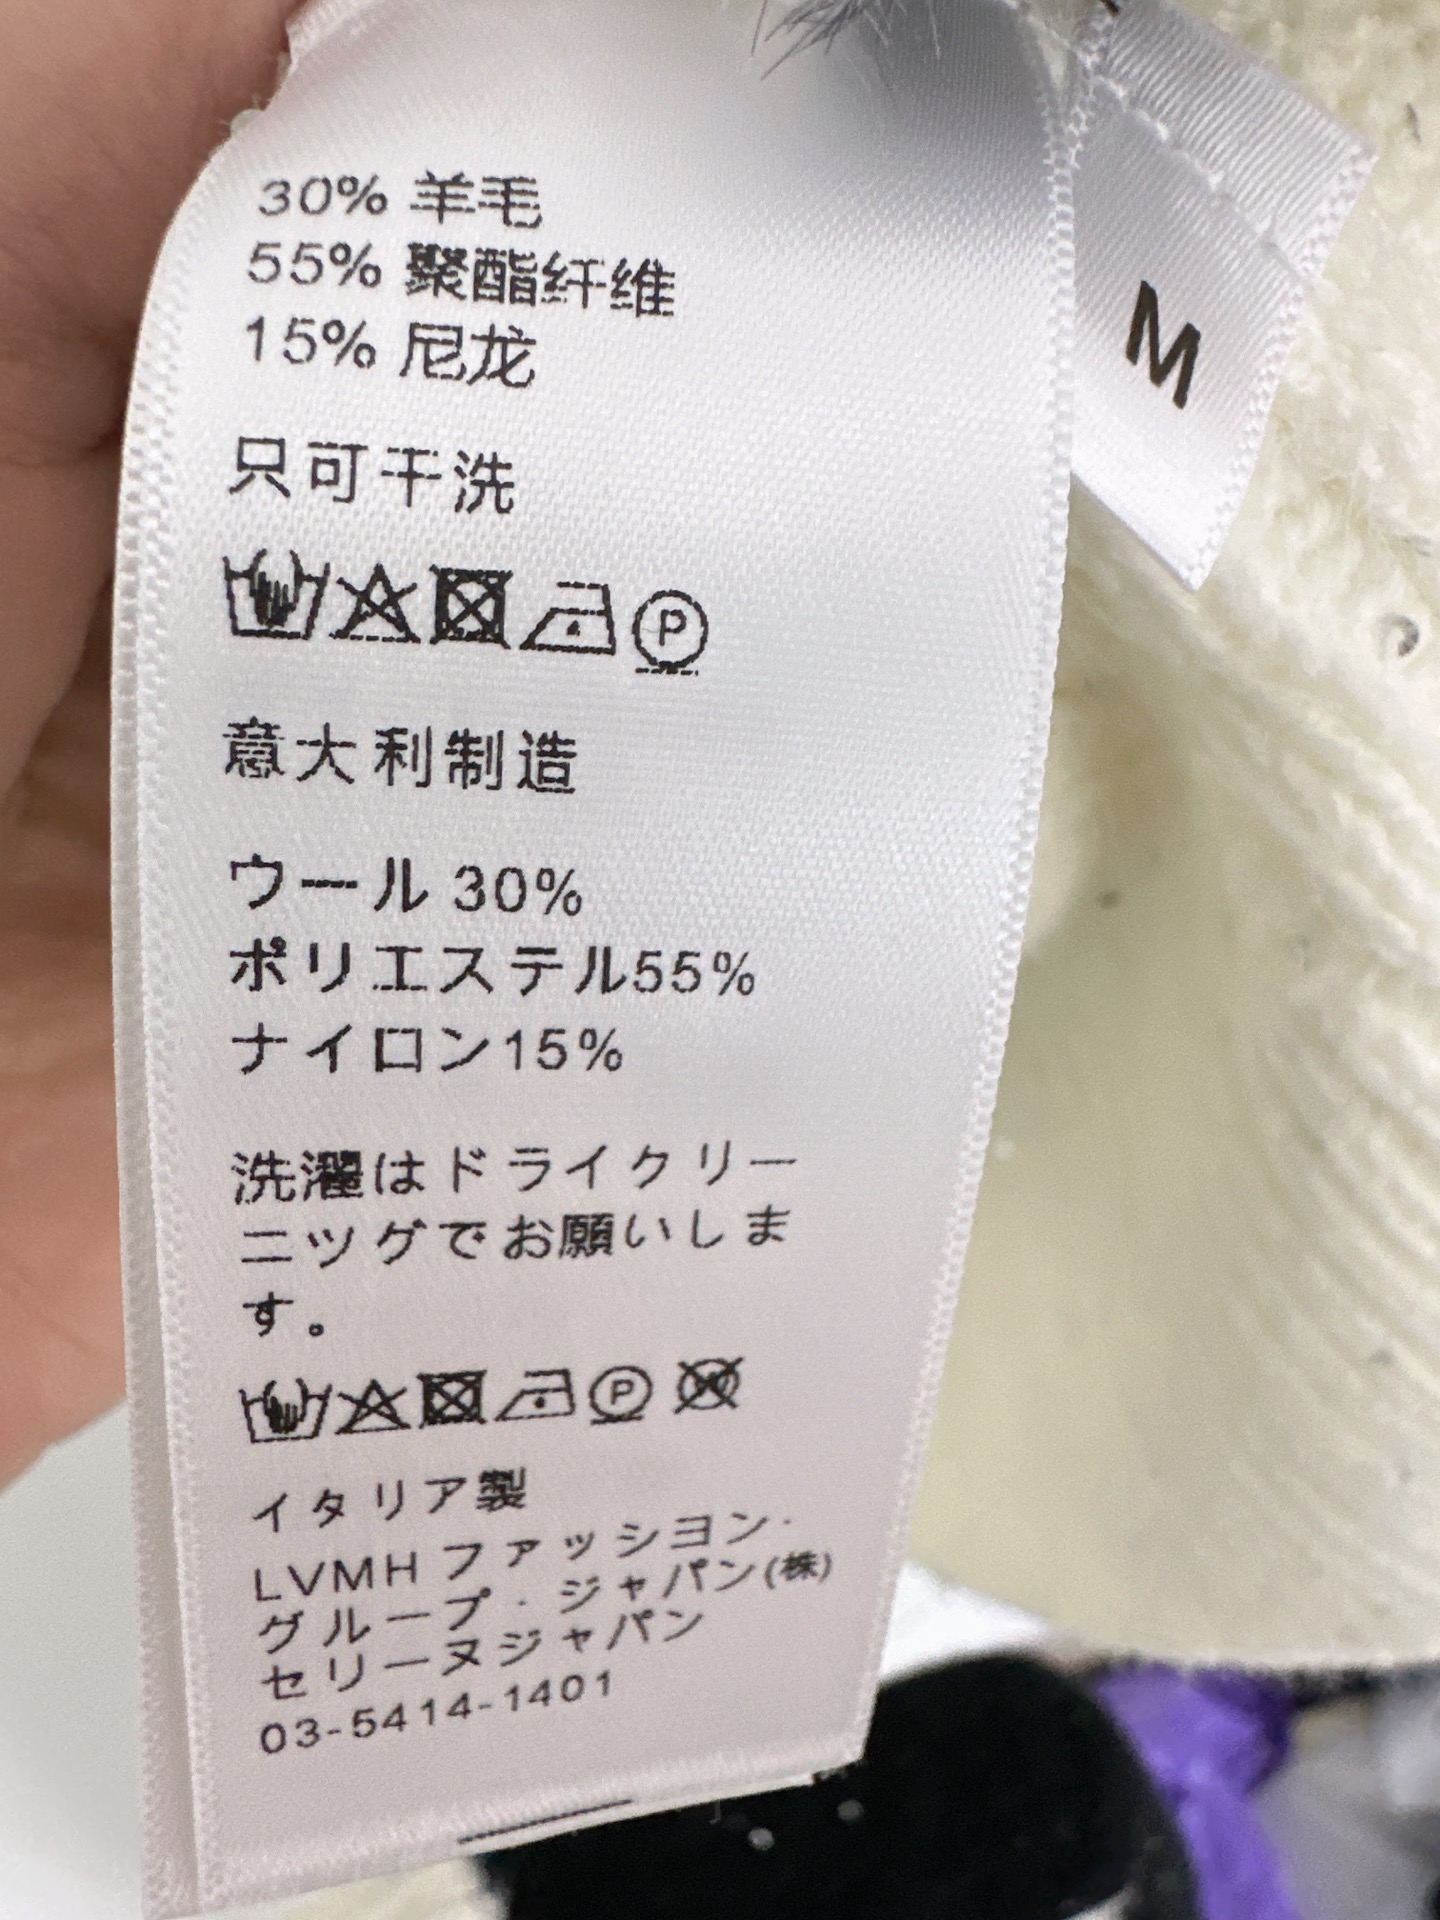 30% 羊毛
55% 聚酯纤维
15% 尼龙
只可干洗
P
意大利制造
ウール 30%
ポリエステル55%
ナイロン15%
洗濯はドライクリー
ニツグでお願いしま
す。
P
イタリア製
LVMH ファッション·
グループ·ジャパン(株)
セリーヌジャパン
03-5414-1401
M